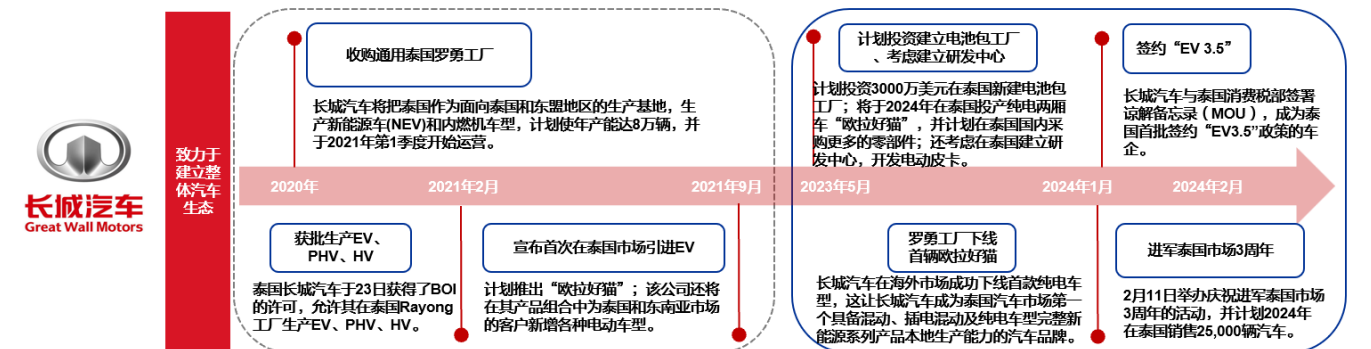 收购通用泰国罗勇工厂
长城汽车将把泰国作为面向泰国和东盟地区的生产基地，生
产新能源车(NEV)和内燃机车型，计划使年产能达8万辆，并
于2021年第1季度开始运营。
计划投资建立电池包工厂
、考虑建立研发中心
计划投资3000万美元在泰国新建电池包
工厂；将于2024年在泰国投产纯电两厢
车“欧拉好猫”，并计划在泰国国内采
购更多的零部件；还考虑在泰国建立研
发中心，开发电动皮卡。
签约“EV 3.5”
长城汽车与泰国消费税部签署
谅解备忘录（MOU），成为泰
国首批签约“EV3.5”政策的车
企。
长城汽车
Great Wall Motors
致力于
建立整
体汽车
生态
2020年
2021年2月
2021年9月
2023年5月
2024年1月
2024年2月
获批生产EV、
PHV、HV
泰国长城汽车于23日获得了BOI
的许可，允许其在泰国Rayong
工厂生产EV、PHV、HV。
宣布首次在泰国市场引进EV
计划推出“欧拉好猫”；该公司还将
在其产品组合中为泰国和东南亚市场
的客户新增各种电动车型。
罗勇工厂下线
首辆欧拉好猫
长城汽车在海外市场成功下线首款纯电车
型，这让长城汽车成为泰国汽车市场第一
个具备混动、插电混动及纯电车型完整新
能源系列产品本地生产能力的汽车品牌。
进军泰国市场3周年
2月11日举办庆祝进军泰国市场
3周年的活动，并计划2024年
在泰国销售25,000辆汽车。